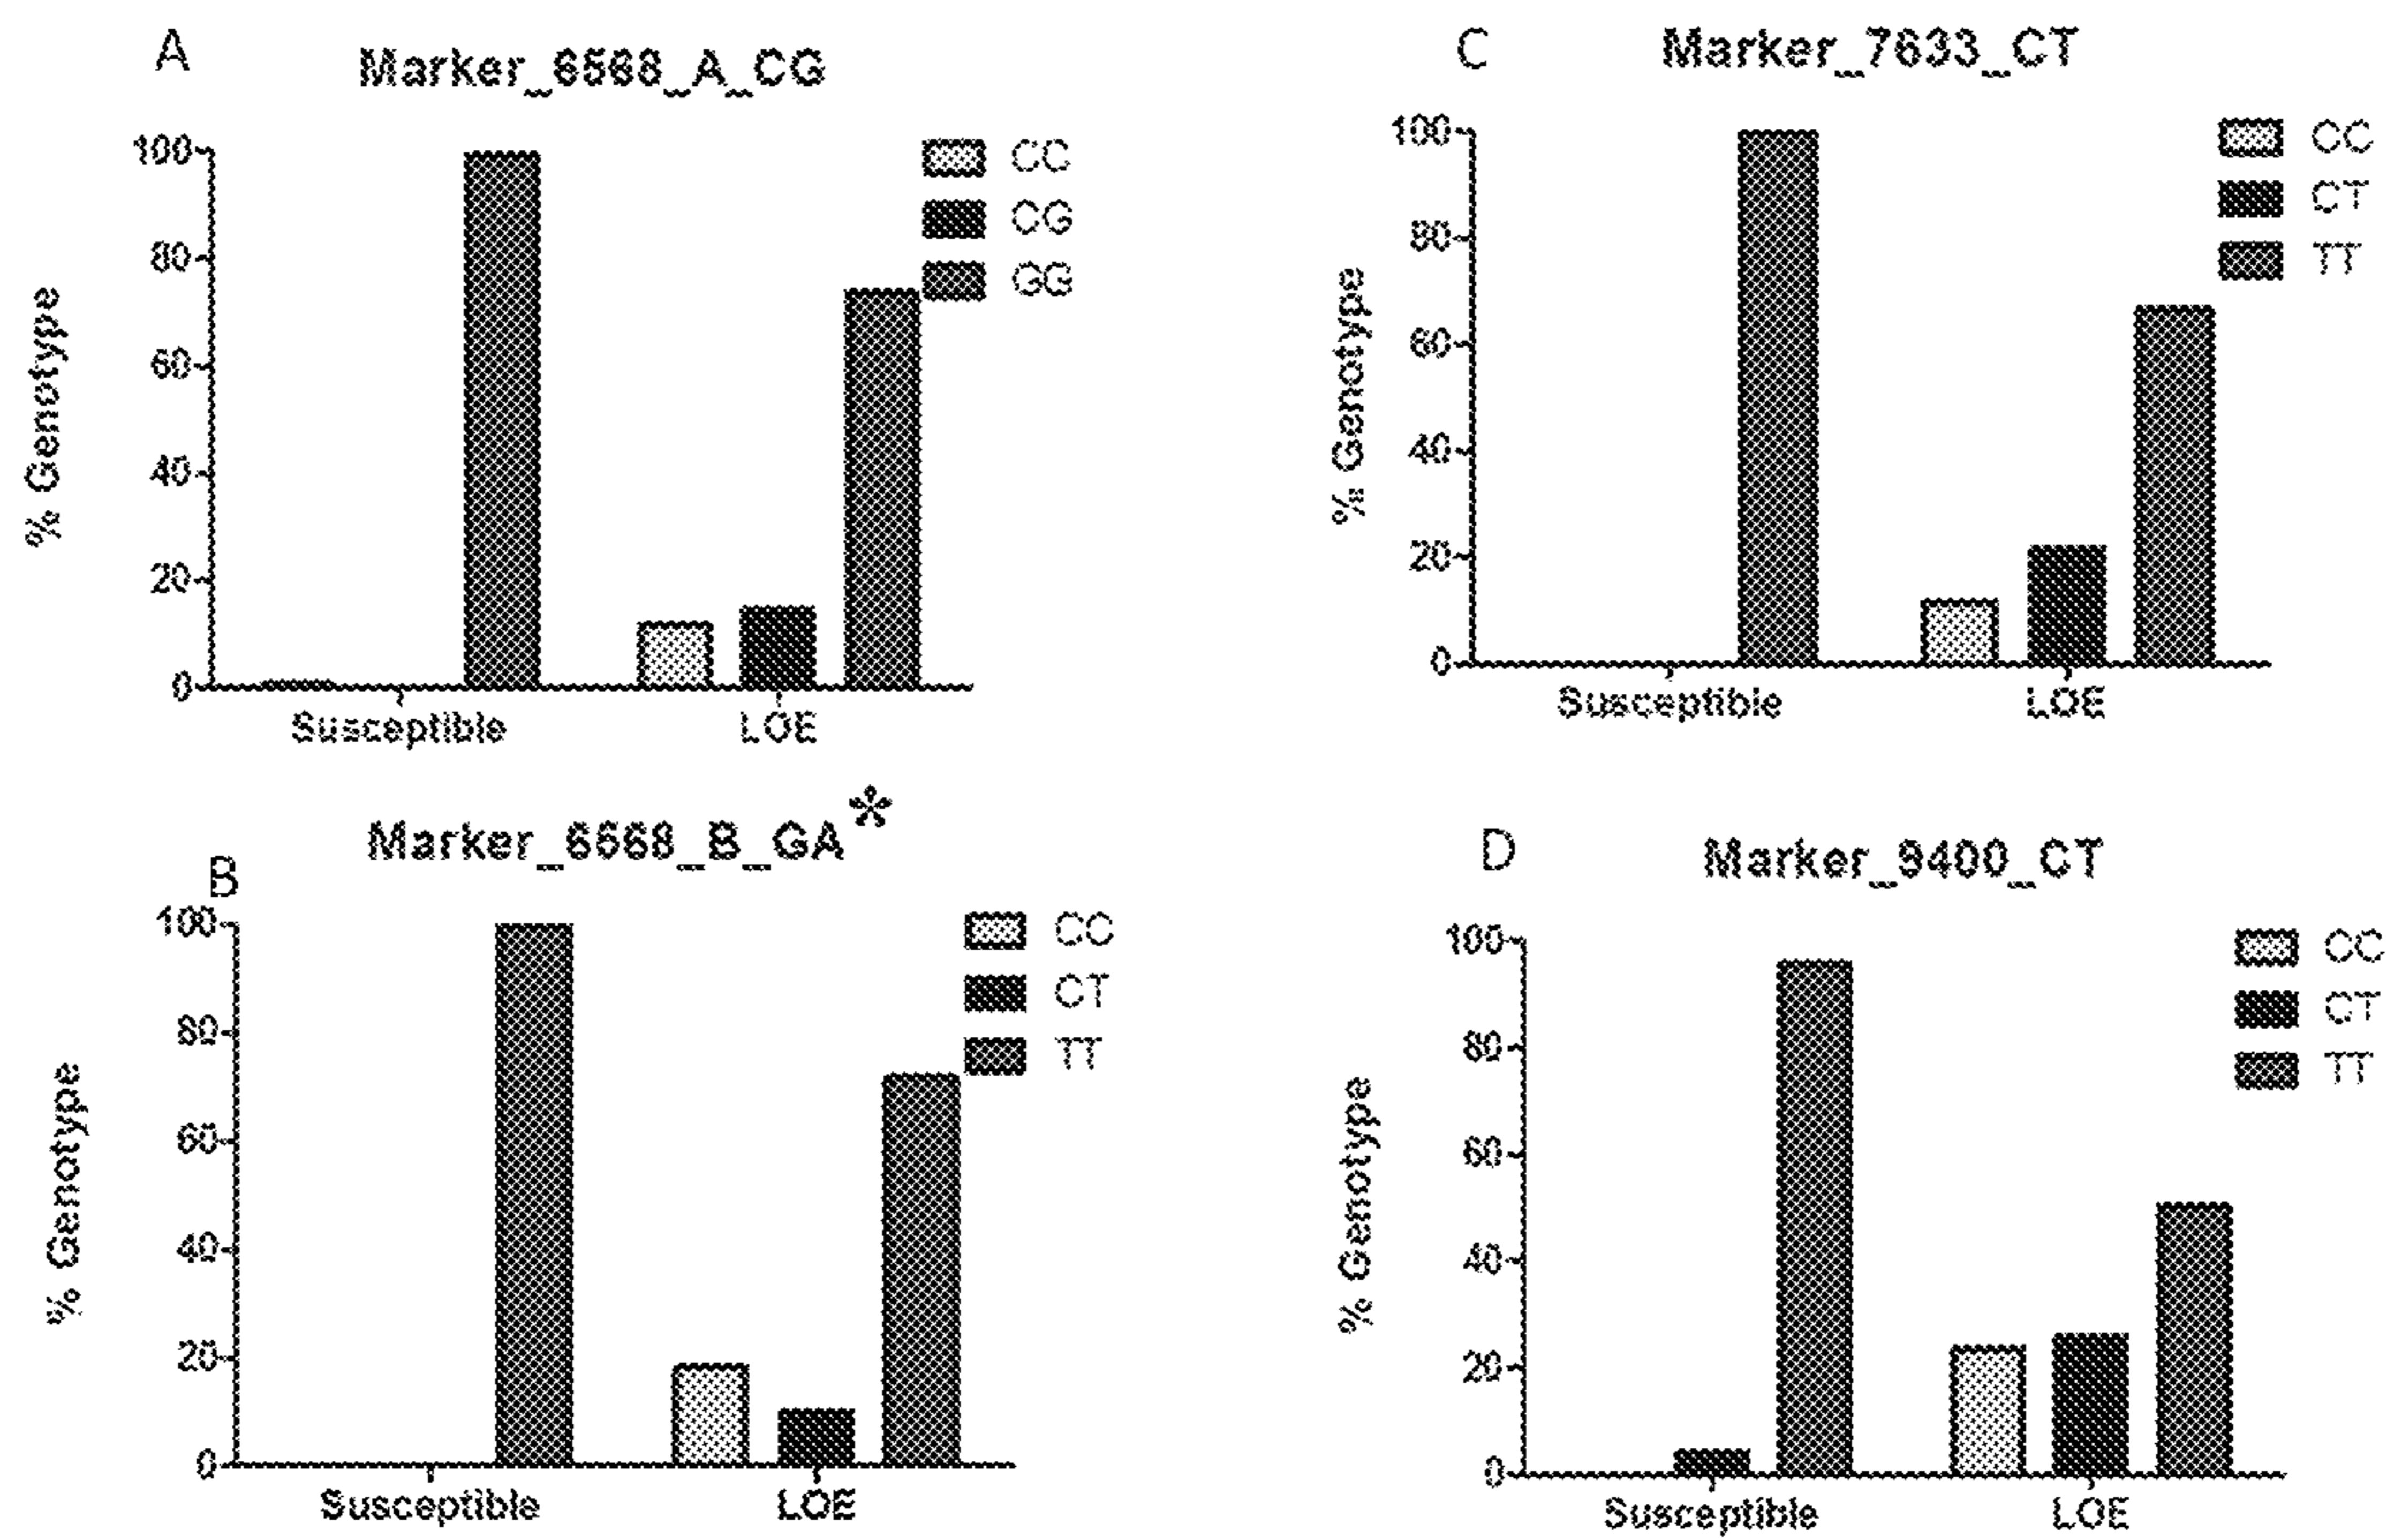 A
Marker_6568_A_CG
% Genotype
100
80
60
40
20
0
Susceptible
LOE
CC
CG
GG
C
Marker_7633_CT
% Genotype
100
80
60
40
20
0
Susceptible
LOE
CC
CT
TT
B
Marker_6568_B_GA*
% Genotype
100
80
60
40
20
0
Susceptible
LOE
CC
CT
TT
D
Marker_9400_CT
% Genotype
100
80
60
40
20
0
Susceptible
LOE
CC
CT
TT